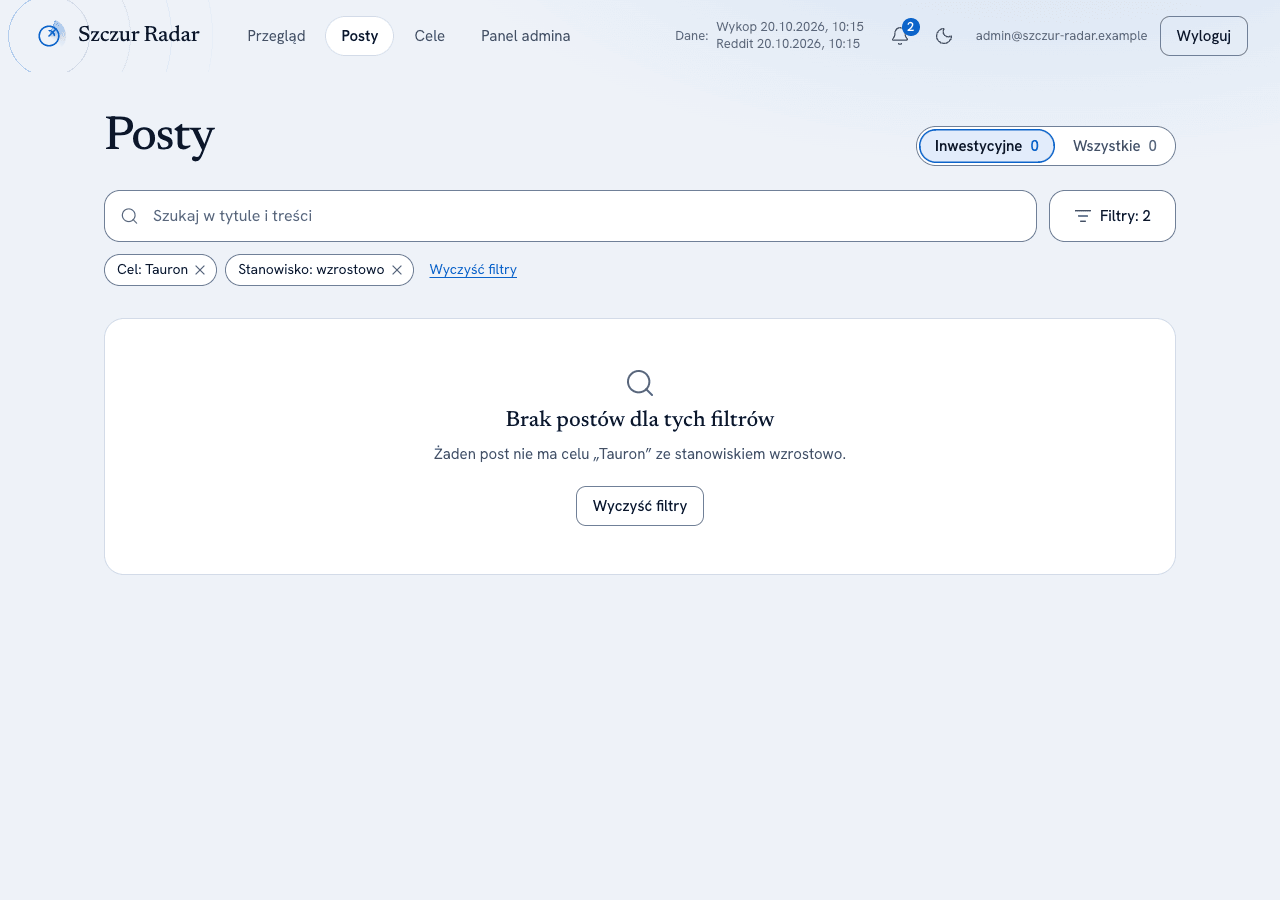 Szczur Radar
Przegląd
Posty
Cele
Panel admina
Dane:
Wykop 20.10.2026, 10:15
Reddit 20.10.2026, 10:15
2
admin@szczur-radar.example
Wyloguj
Posty
Inwestycyjne 0
Wszystkie 0
Szukaj w tytule i treści
Filtry: 2
Cel: Tauron
Stanowisko: wzrostowo
Wyczyść filtry
Brak postów dla tych filtrów
Żaden post nie ma celu „Tauron” ze stanowiskiem wzrostowo.
Wyczyść filtry